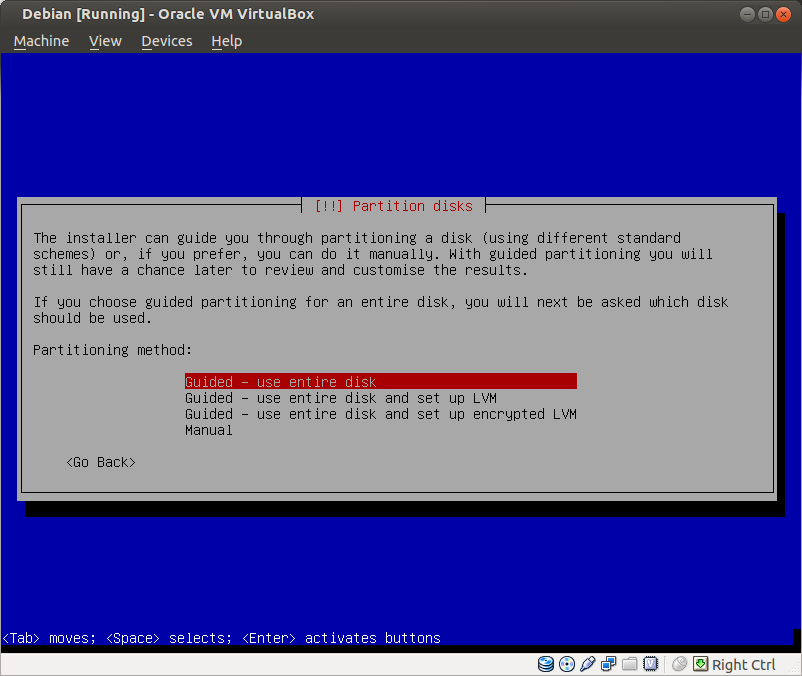 Debian [Running] - Oracle VM VirtualBox
Machine View Devices Help
[!!] Partition disks
The installer can guide you through partitioning a disk (using different standard
schemes) or, if you prefer, you can do it manually. With guided partitioning you will
still have a chance later to review and customise the results.
If you choose guided partitioning for an entire disk, you will next be asked which disk
should be used.
Partitioning method:
Guided - use entire disk
Guided - use entire disk and set up LVM
Guided - use entire disk and set up encrypted LVM
Manual
<Go Back>
<Tab> moves; <Space> selects; <Enter> activates buttons
Right Ctrl